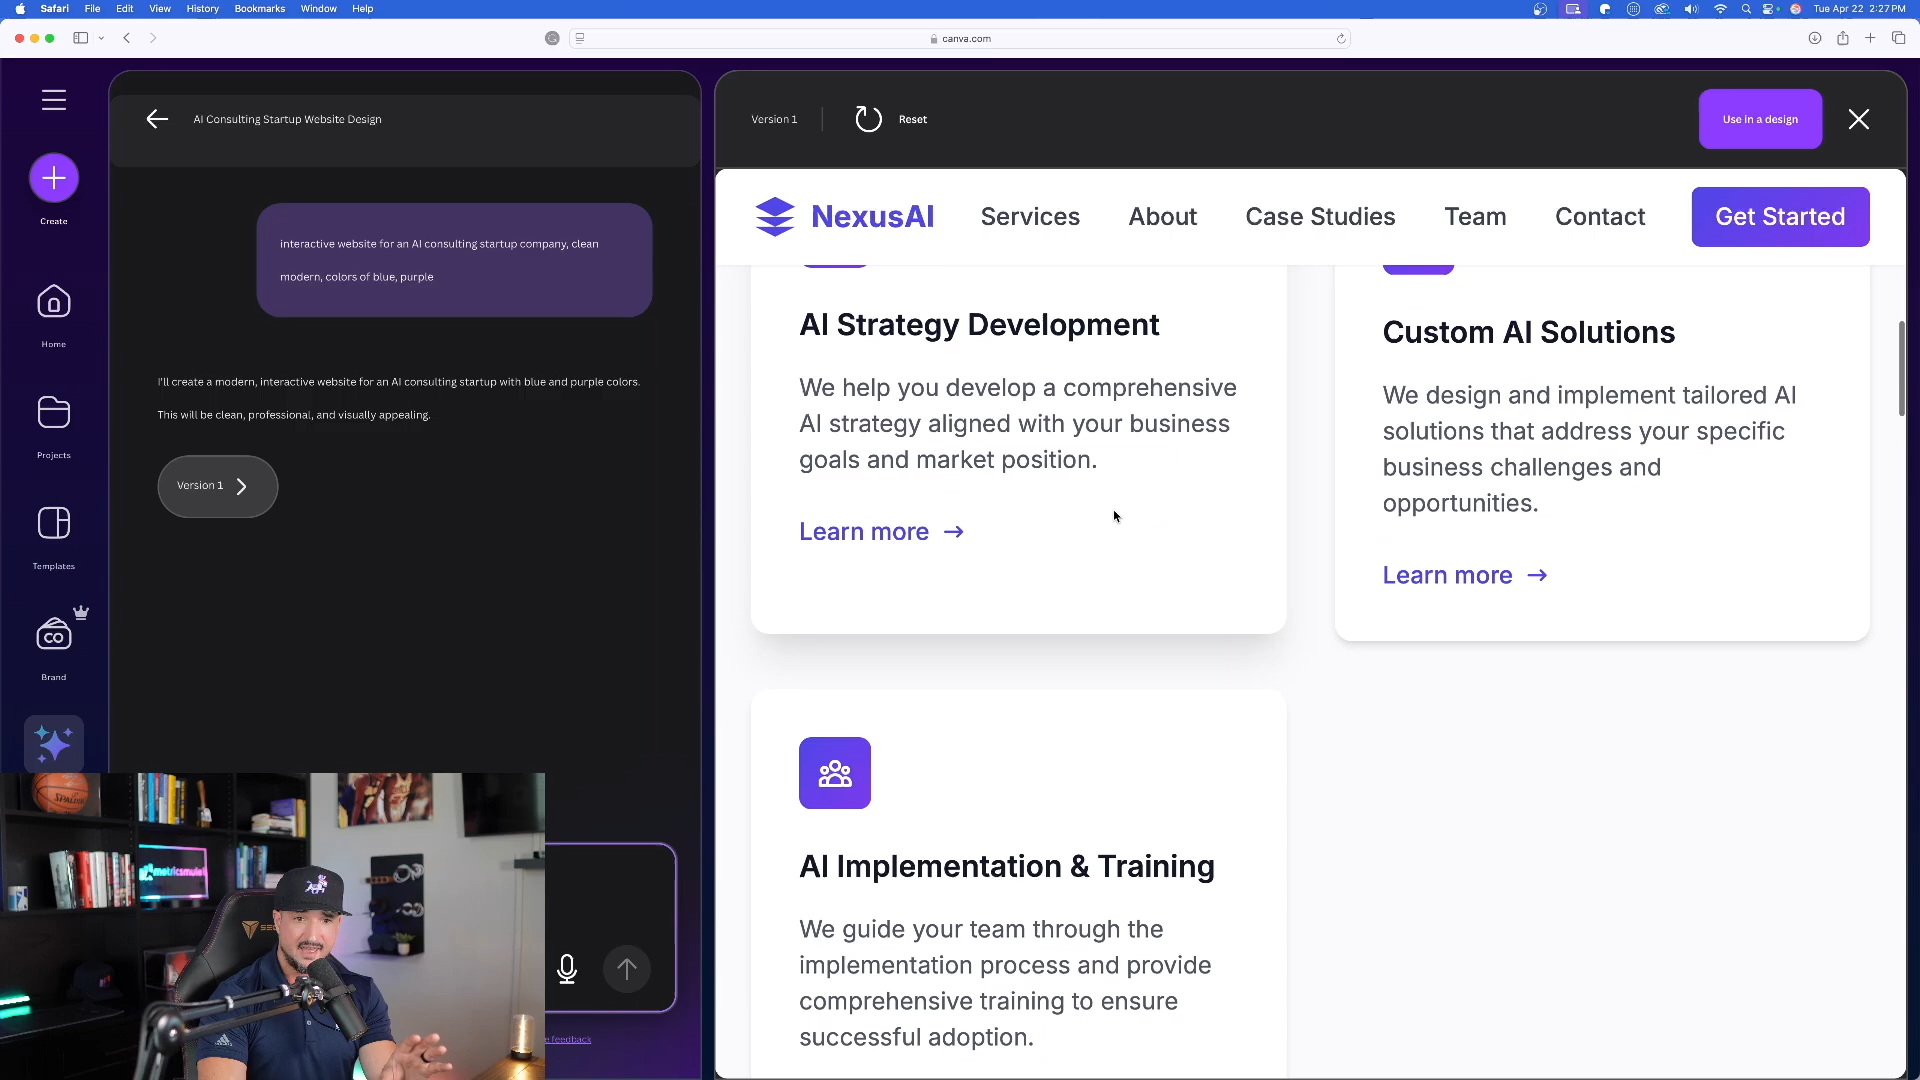 Safari File Edit View History Bookmarks Window Help
Tue Apr 22 2:27 PM
canva.com
Create
Home
Projects
Templates
CO
Brand
AI Consulting Startup Website Design
interactive website for an AI consulting startup company, clean
modern, colors of blue, purple
I'll create a modern, interactive website for an AI consulting startup with blue and purple colors.
This will be clean, professional, and visually appealing.
Version 1
feedback
Version 1
Reset
Use in a design
NexusAI
Services
About
Case Studies
Team
Contact
Get Started
AI Strategy Development
We help you develop a comprehensive
AI strategy aligned with your business
goals and market position.
Learn more →
Custom AI Solutions
We design and implement tailored AI
solutions that address your specific
business challenges and
opportunities.
Learn more →
AI Implementation & Training
We guide your team through the
implementation process and provide
comprehensive training to ensure
successful adoption.
SPALDING
metricsmule